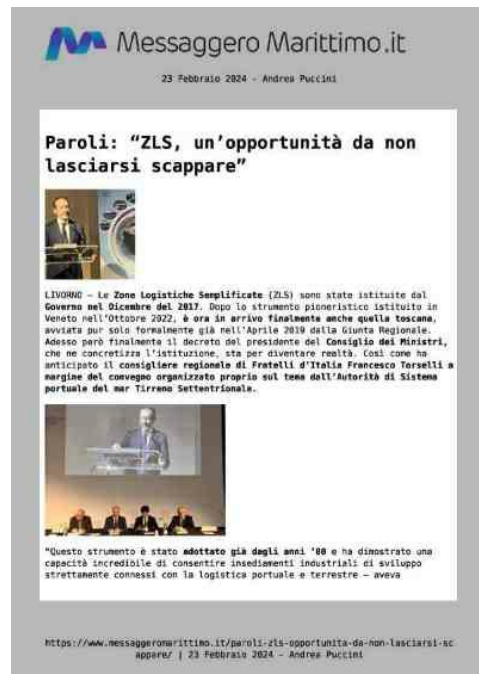 Messaggero Marittimo.it
23 Febbraio 2024 - Andrea Puccini
Paroli: “ZLS, un’opportunità da non
lasciarsi scappare”
LIVORNO – Le Zone Logistiche Semplificate (ZLS) sono state istituite dal
Governo nel Dicembre del 2017. Dopo lo strumento pioneristico istituito in
Veneto nell’Ottobre 2022, è ora in arrivo finalmente anche quella toscana,
avviata pur solo formalmente già nell’Aprile 2019 dalla Giunta Regionale.
Adesso però finalmente il decreto del presidente del Consiglio dei Ministri,
che ne concretizza l’istituzione, sta per diventare realtà. Così come ha
anticipato il consigliere regionale di Fratelli d’Italia Francesco Torselli a
margine del convegno organizzato proprio sul tema dall’Autorità di Sistema
portuale del mar Tirreno Settentrionale.
“Questo strumento è stato adottato già dagli anni ’80 e ha dimostrato una
capacità incredibile di consentire insediamenti industriali di sviluppo
strettamente connessi con la logistica portuale e terrestre – aveva
https://www.messaggeromarittimo.it/paroli-zls-opportunita-da-non-lasciarsi-sc
appare/ | 23 Febbraio 2024 - Andrea Puccini